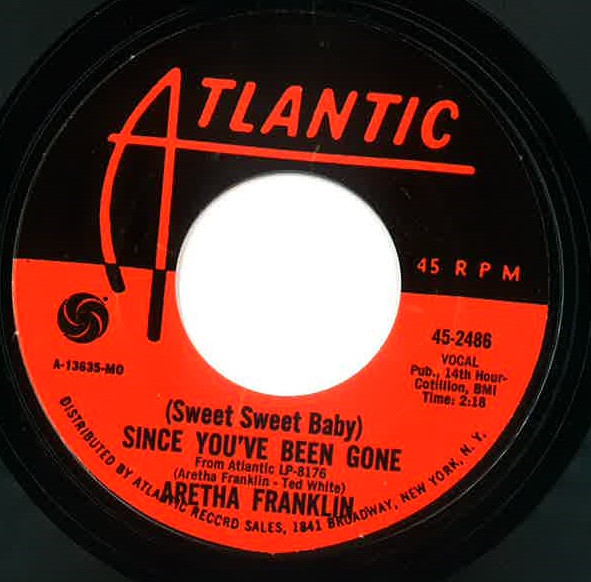 ATLANTIC
45 RPM
45-2486
VOCAL
Pub., 14th Hour-
Cotillion, BMI
Time: 2:18
A-13635-MO
(Sweet Sweet Baby)
SINCE YOU'VE BEEN GONE
From Atlantic LP-8176
(Aretha Franklin - Ted White)
ARETHA FRANKLIN
DISTRIBUTED BY ATLANTIC RECORD SALES, 1841 BROADWAY, NEW YORK, N. Y.